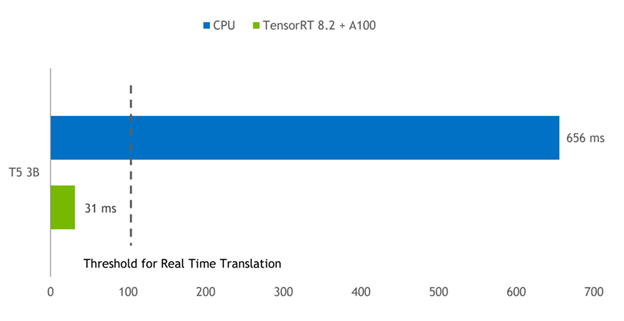 CPU TensorRT 8.2 + A100
656 ms
T5 3B
31 ms
Threshold for Real Time Translation
0 100 200 300 400 500 600 700